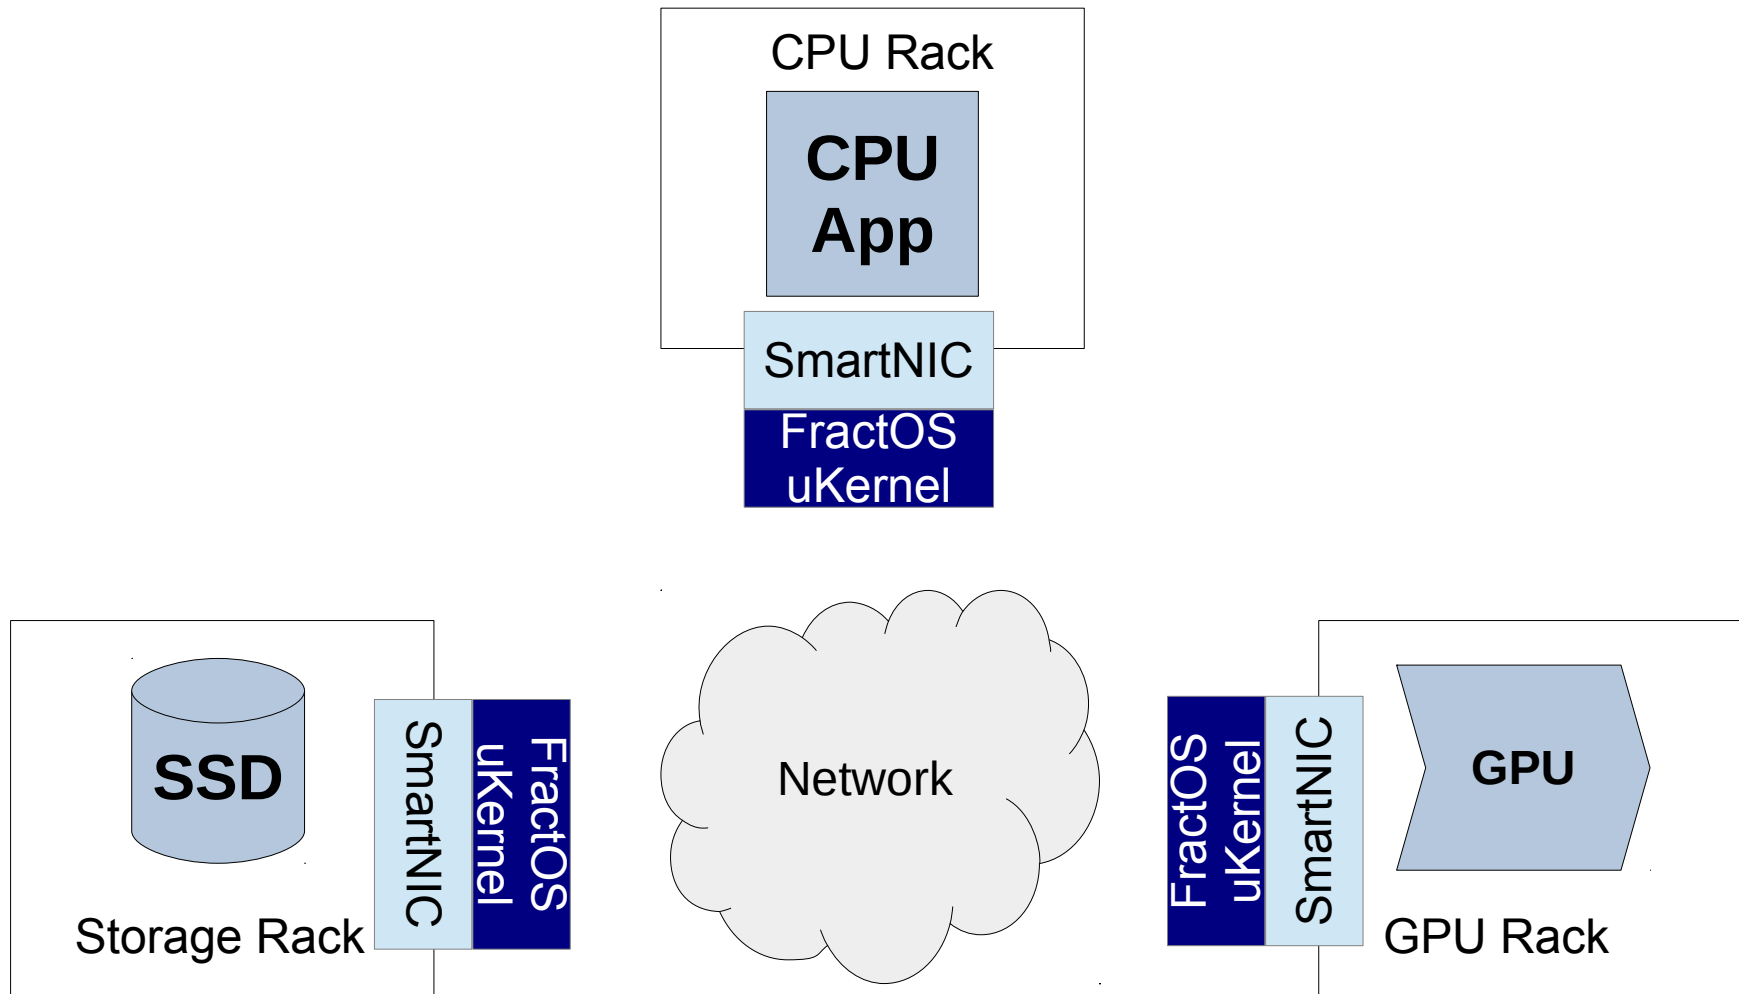 CPU Rack
CPU
App
SmartNIC
FractOS
uKernel
SSD
SmartNIC
FractOS
uKernel
Storage Rack
Network
FractOS
uKernel
SmartNIC
GPU
GPU Rack